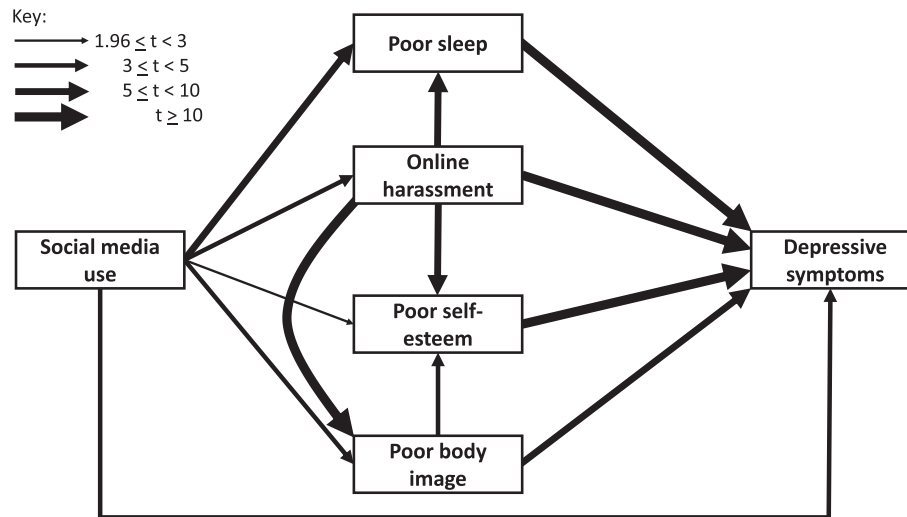 Key:
1.96 ≤ t < 3
3 ≤ t < 5
5 ≤ t < 10
t ≥ 10
Poor sleep
Online
harassment
Social media
use
Depressive
symptoms
Poor self-
esteem
Poor body
image